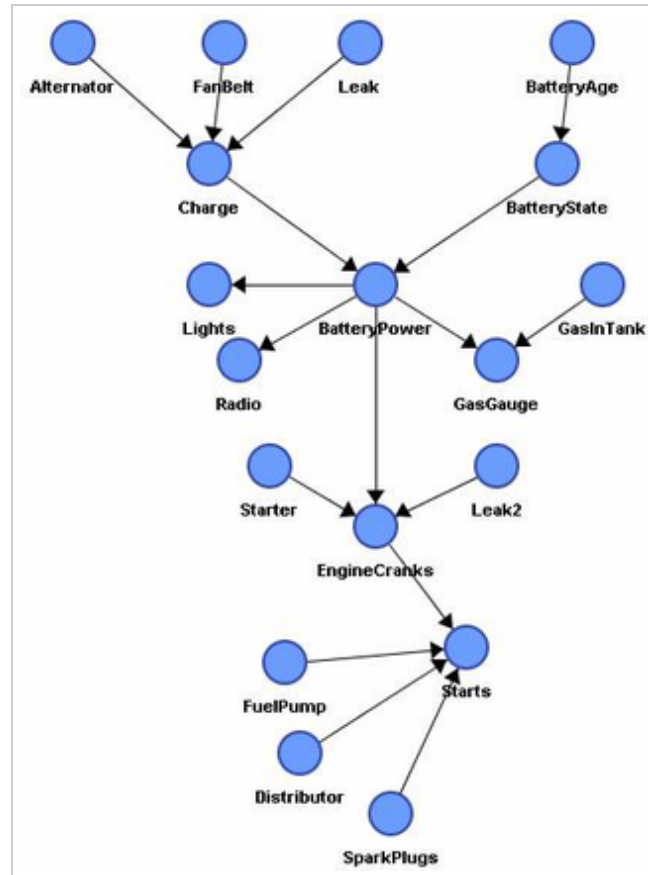 Alternator
FanBelt
Leak
BatteryAge
Charge
BatteryState
Lights
BatteryPower
GasInTank
Radio
GasGauge
Starter
Leak2
EngineCranks
FuelPump
Starts
Distributor
SparkPlugs